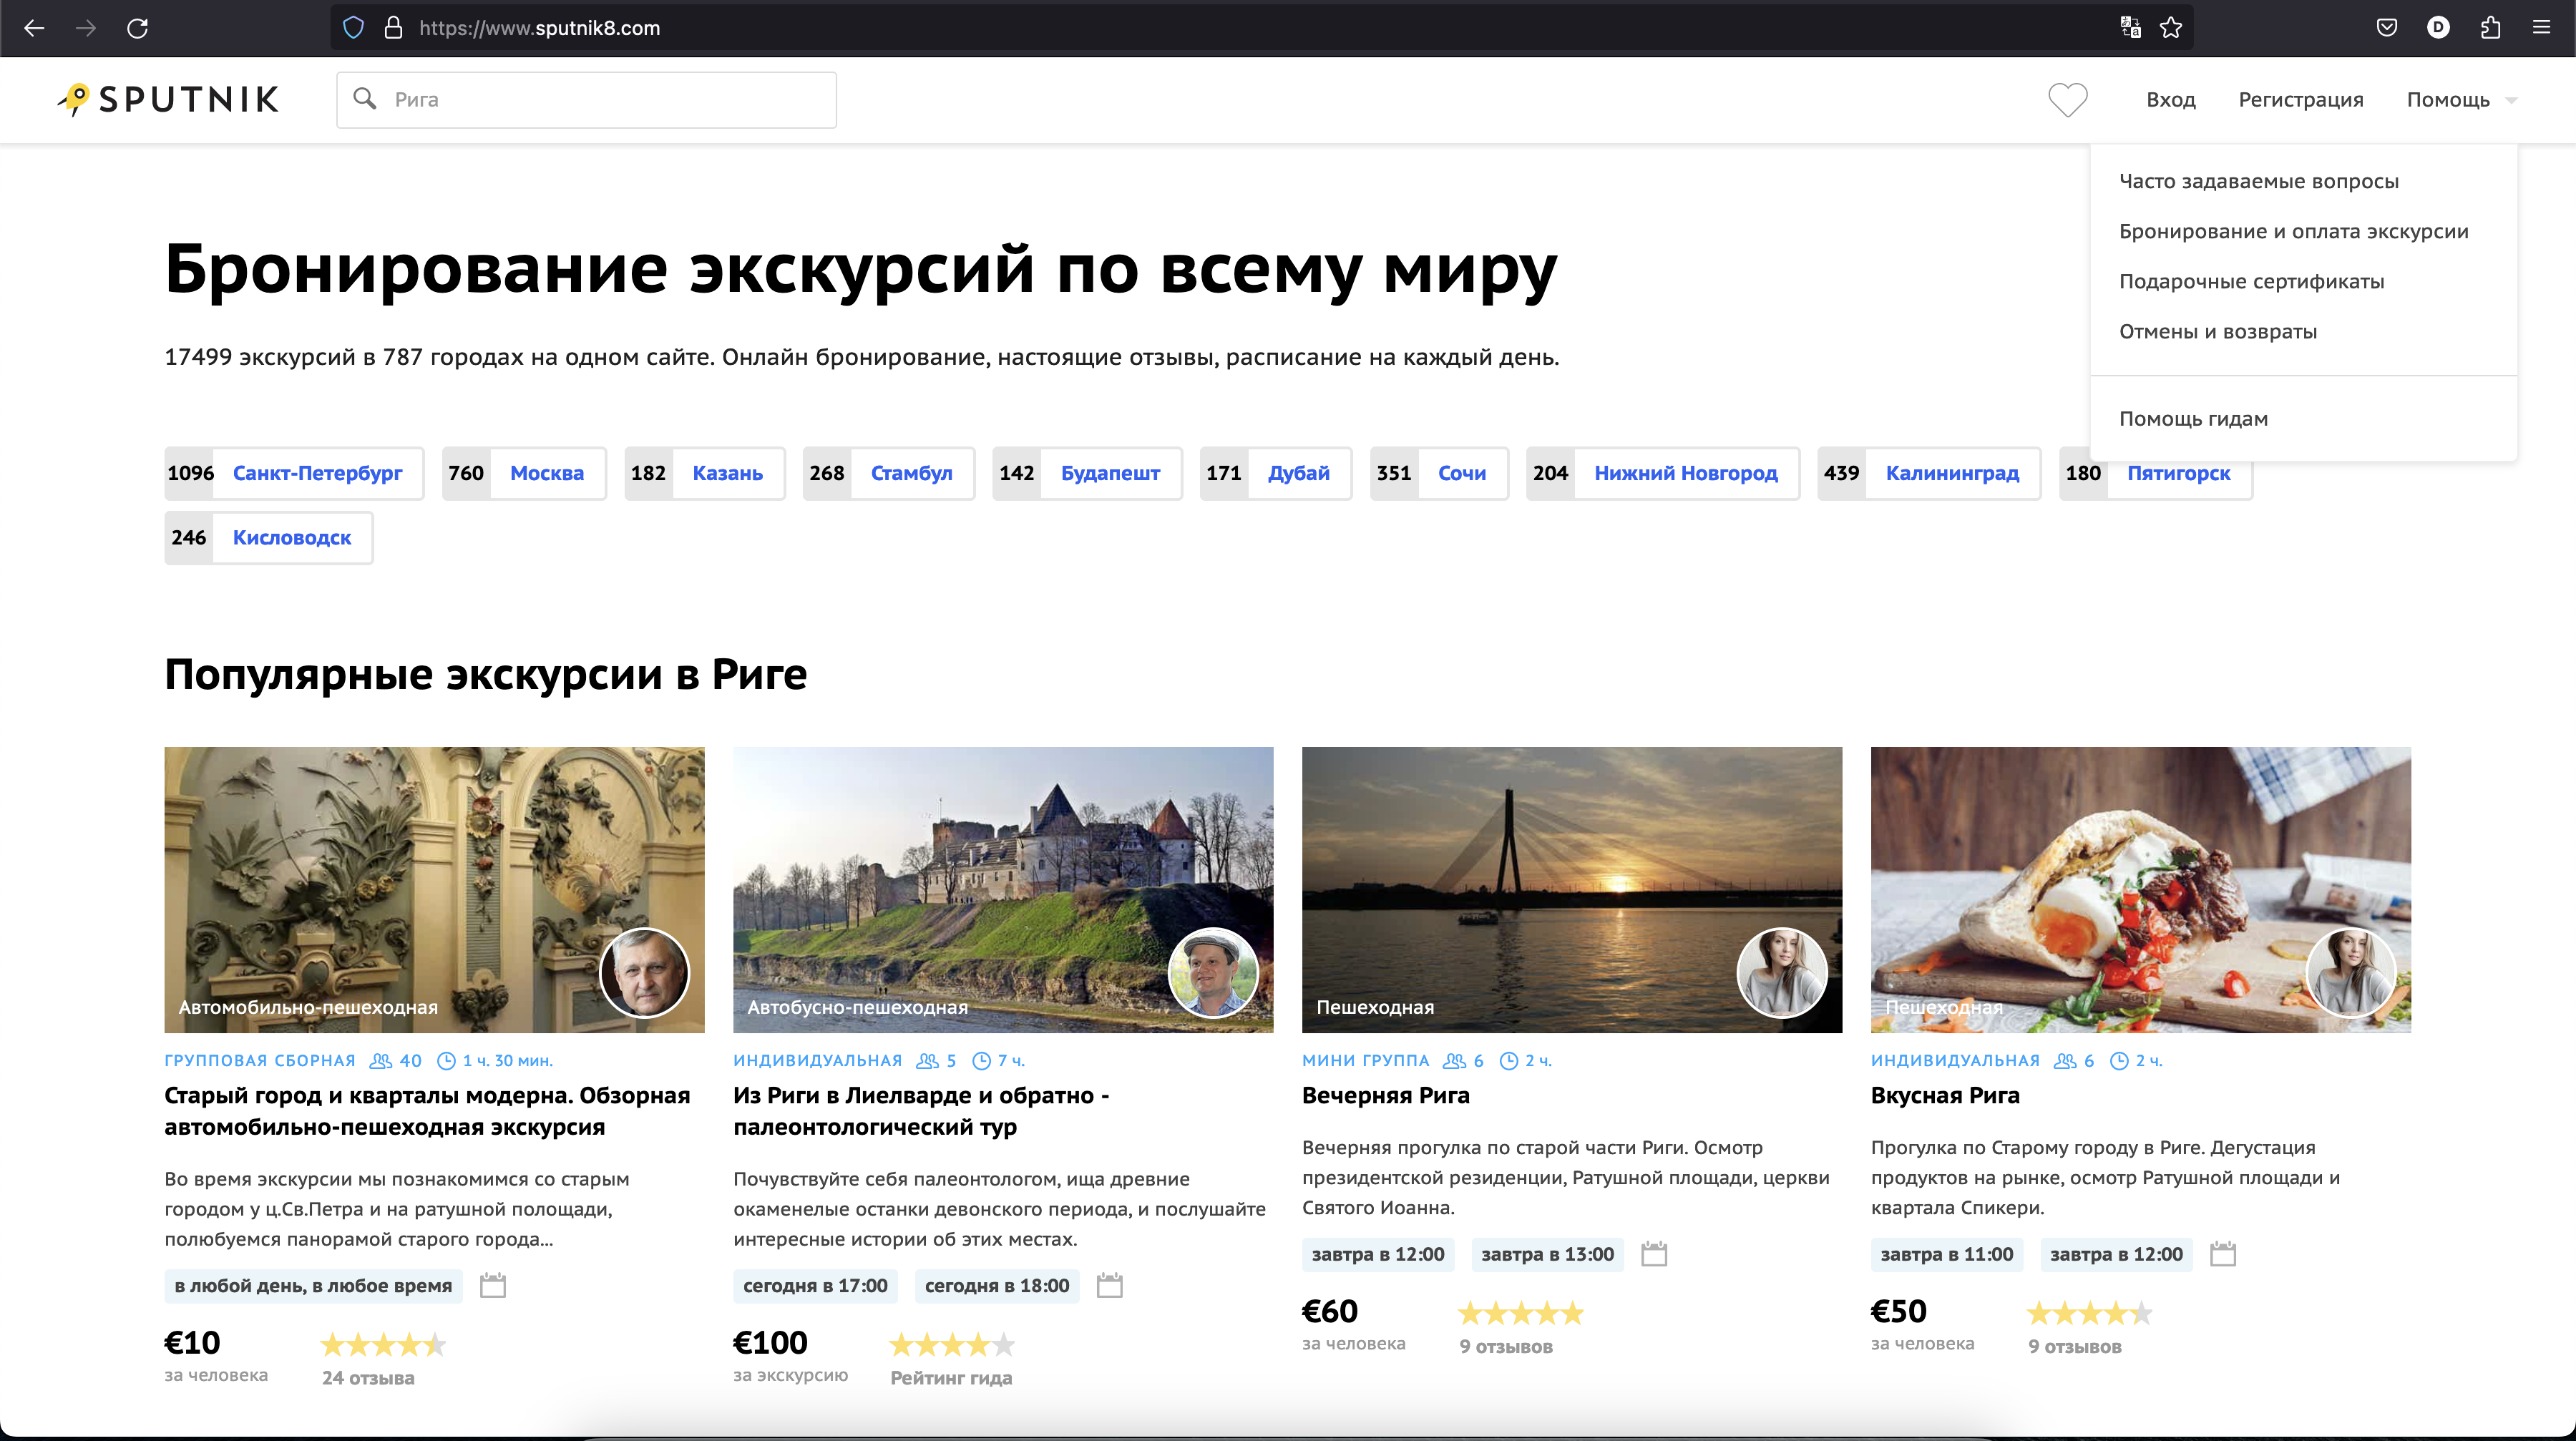 https://www.sputnik8.com
D
SPUTNIK
Рига
Вход
Регистрация
Помощь
Часто задаваемые вопросы
Бронирование и оплата экскурсии
Подарочные сертификаты
Отмены и возвраты
Помощь гидам
Бронирование экскурсий по всему миру
17499 экскурсий в 787 городах на одном сайте. Онлайн бронирование, настоящие отзывы, расписание на каждый день.
1096 Санкт-Петербург
760 Москва
182 Казань
268 Стамбул
142 Будапешт
171 Дубай
351 Сочи
204 Нижний Новгород
439 Калининград
180 Пятигорск
246 Кисловодск
Популярные экскурсии в Риге
Автомобильно-пешеходная
ГРУППОВАЯ СБОРНАЯ 40 1 ч. 30 мин.
Старый город и кварталы модерна. Обзорная
автомобильно-пешеходная экскурсия
Во время экскурсии мы познакомимся со старым
городом у ц.Св.Петра и на ратушной полощади,
полюбуемся панорамой старого города...
в любой день, в любое время
€10
за человека
24 отзыва
Автобусно-пешеходная
ИНДИВИДУАЛЬНАЯ 5 7 ч.
Из Риги в Лиелварде и обратно -
палеонтологический тур
Почувствуйте себя палеонтологом, ища древние
окаменелые останки девонского периода, и послушайте
интересные истории об этих местах.
сегодня в 17:00 сегодня в 18:00
€100
за экскурсию
Рейтинг гида
Пешеходная
МИНИ ГРУППА 6 2 ч.
Вечерняя Рига
Вечерняя прогулка по старой части Риги. Осмотр
президентской резиденции, Ратушной площади, церкви
Святого Иоанна.
завтра в 12:00 завтра в 13:00
€60
за человека
9 отзывов
Пешеходная
ИНДИВИДУАЛЬНАЯ 6 2 ч.
Вкусная Рига
Прогулка по Старому городу в Риге. Дегустация
продуктов на рынке, осмотр Ратушной площади и
квартала Спикери.
завтра в 11:00 завтра в 12:00
€50
за человека
9 отзывов